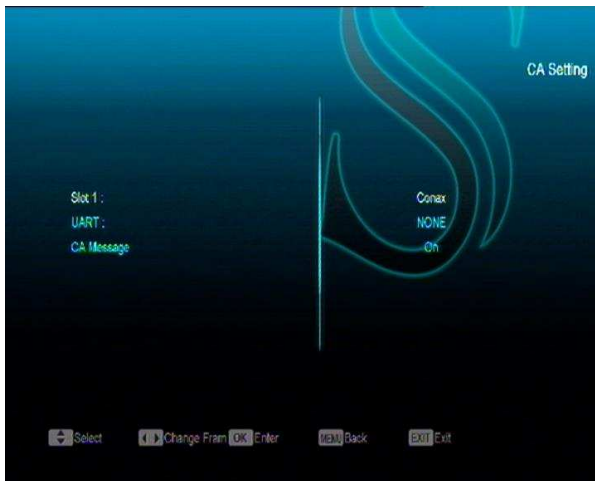 CA Setting
Slot 1 : Conax
UART : NONE
CA Message On
Select Change Fram OK Enter MENU Back EXIT Exit